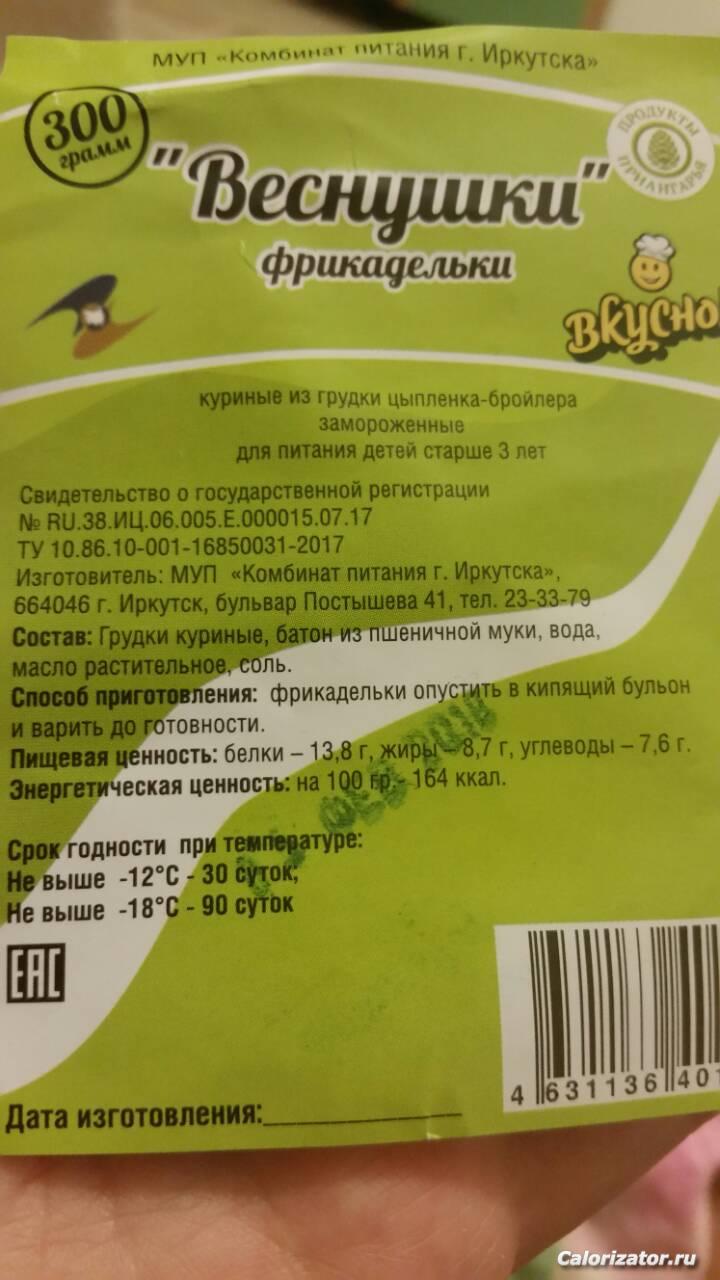 МУП «Комбинат питания г. Иркутска»
300
грамм
ПРОДУКТЫ
ПРИАНГАРЬЯ
"Веснушки"
фрикадельки
Вкусно!
куриные из грудки цыпленка-бройлера
замороженные
для питания детей старше 3 лет
Свидетельство о государственной регистрации
№ RU.38.ИЦ.06.005.Е.000015.07.17
ТУ 10.86.10-001-16850031-2017
Изготовитель: МУП «Комбинат питания г. Иркутска»,
664046 г. Иркутск, бульвар Постышева 41, тел. 23-33-79
Состав: Грудки куриные, батон из пшеничной муки, вода,
масло растительное, соль.
Способ приготовления: фрикадельки опустить в кипящий бульон
и варить до готовности.
Пищевая ценность: белки – 13,8 г, жиры – 8,7 г, углеводы – 7,6 г.
Энергетическая ценность: на 100 гр.- 164 ккал.
ФЕВ 2018
Срок годности при температуре:
Не выше -12°С - 30 суток;
Не выше -18°С - 90 суток
ЕАС
4 631136 401
Дата изготовления:_______________
Calorizator.ru